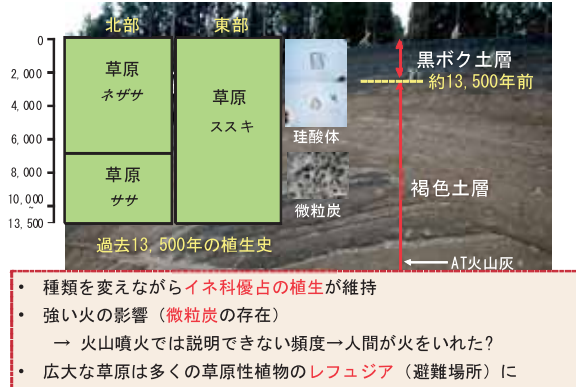 北部
東部
0
2,000
4,000
6,000
8,000
10,000
~
13,500
草原
ネザサ
草原
ササ
草原
ススキ
珪酸体
微粒炭
黒ボク土層
約13,500年前
褐色土層
AT火山灰
過去13,500年の植生史
• 種類を変えながらイネ科優占の植生が維持
• 強い火の影響（微粒炭の存在）
→ 火山噴火では説明できない頻度→人間が火をいれた?
• 広大な草原は多くの草原性植物のレフュジア（避難場所）に